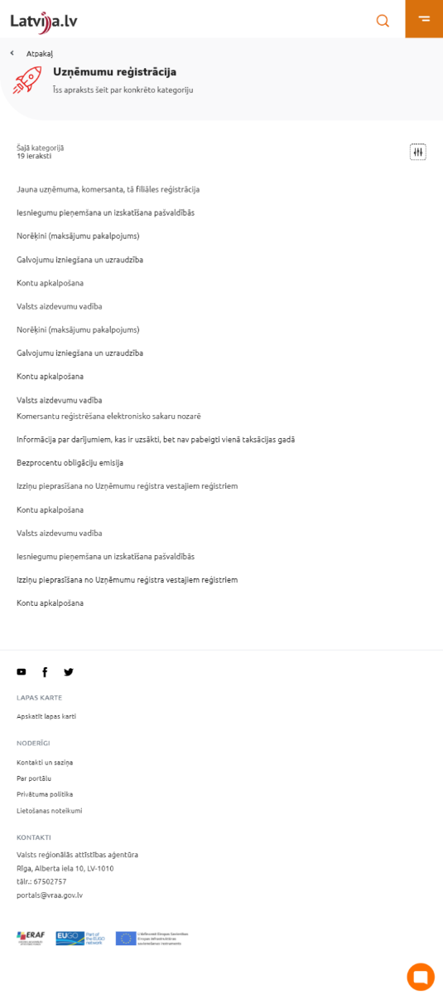 Latvija.lv
Atpakaļ
Uzņēmumu reģistrācija
Īss apraksts šeit par konkrēto kategoriju
Šajā kategorijā
19 ieraksti
Jauna uzņēmuma, komersanta, tā filiāles reģistrācija
Iesniegumu pieņemšana un izskatīšana pašvaldībās
Norēķini (maksājumu pakalpojums)
Galvojumu izniegšana un uzraudzība
Kontu apkalpošana
Valsts aizdevumu vadība
Norēķini (maksājumu pakalpojums)
Galvojumu izniegšana un uzraudzība
Kontu apkalpošana
Valsts aizdevumu vadība
Komersantu reģistrēšana elektronisko sakaru nozarē
Informācija par darījumiem, kas ir uzsākti, bet nav pabeigti vienā taksācijas gadā
Bezprocentu obligāciju emisija
Izziņu pieprasīšana no Uzņēmumu reģistra vestajiem reģistriem
Kontu apkalpošana
Valsts aizdevumu vadība
Iesniegumu pieņemšana un izskatīšana pašvaldībās
Izziņu pieprasīšana no Uzņēmumu reģistra vestajiem reģistriem
Kontu apkalpošana
LAPAS KARTE
Apskatīt lapas karti
NODERĪGI
Kontakti un saziņa
Par portālu
Privātuma politika
Lietošanas noteikumi
KONTAKTI
Valsts reģionālās attīstības aģentūra
Rīga, Alberta iela 10, LV-1010
tālr.: 67502757
portals@vraa.gov.lv
ERAF
EUGO
Part of
the EUGO
network